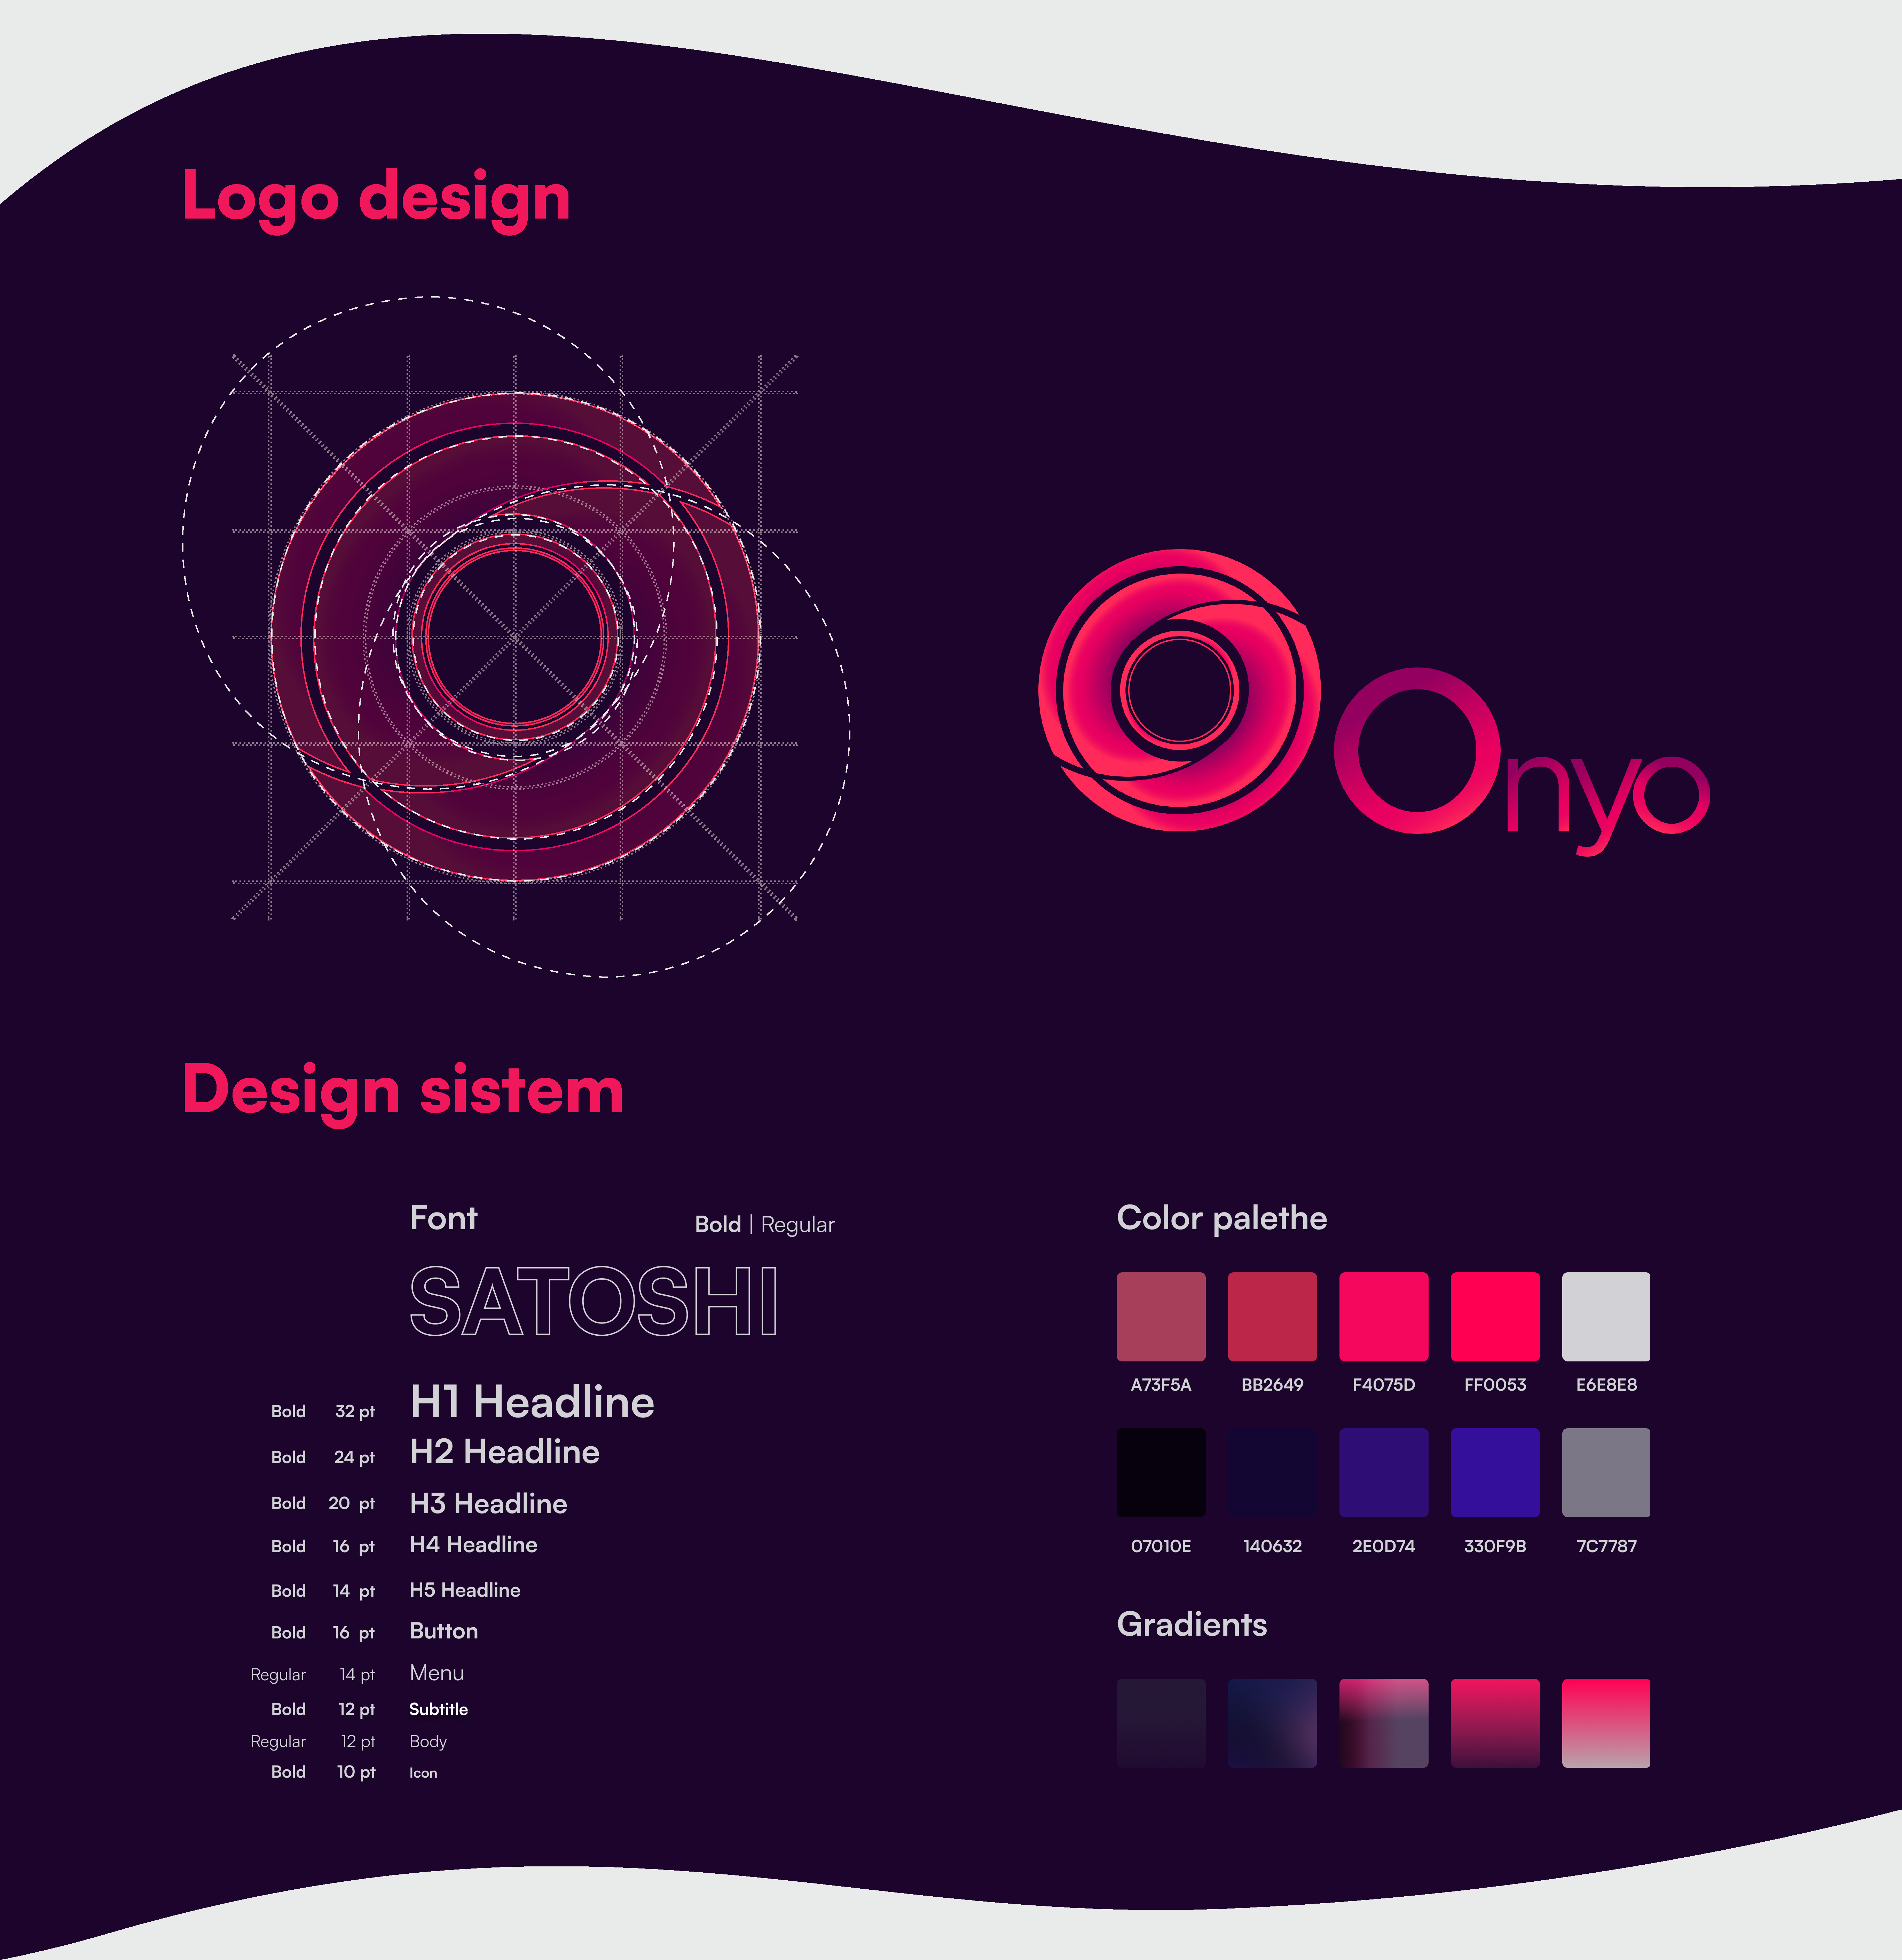 Logo design
Onyo
Design sistem
Font
Bold | Regular
SATOSHI
Bold 32 pt H1 Headline
Bold 24 pt H2 Headline
Bold 20 pt H3 Headline
Bold 16 pt H4 Headline
Bold 14 pt H5 Headline
Bold 16 pt Button
Regular 14 pt Menu
Bold 12 pt Subtitle
Regular 12 pt Body
Bold 10 pt Icon
Color palethe
A73F5A BB2649 F4075D FF0053 E6E8E8
07010E 140632 2E0D74 330F9B 7C7787
Gradients